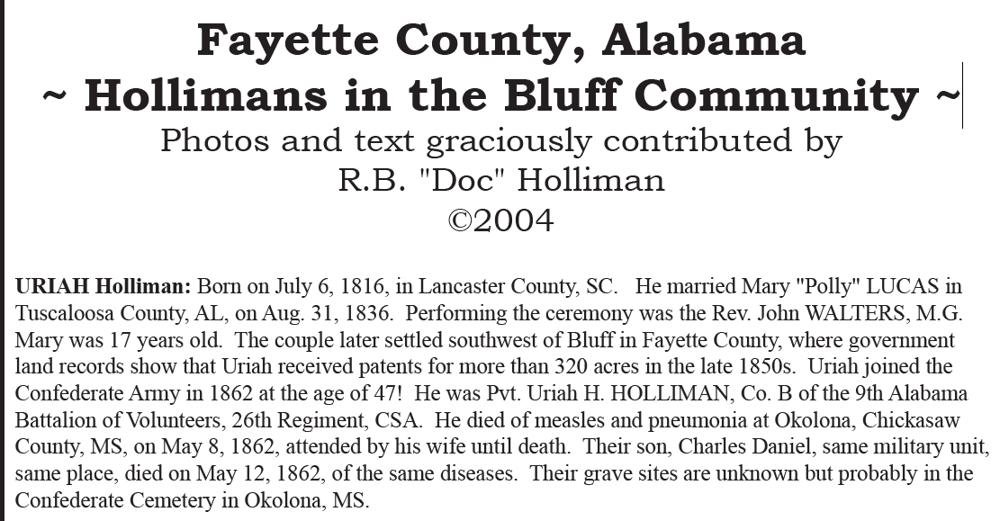 Fayette County, Alabama
~ Hollimans in the Bluff Community ~
Photos and text graciously contributed by
R.B. "Doc" Holliman
©2004
URIAH Holliman: Born on July 6, 1816, in Lancaster County, SC.   He married Mary "Polly" LUCAS in
Tuscaloosa County, AL, on Aug. 31, 1836.  Performing the ceremony was the Rev. John WALTERS, M.G.
Mary was 17 years old.  The couple later settled southwest of Bluff in Fayette County, where government
land records show that Uriah received patents for more than 320 acres in the late 1850s.  Uriah joined the
Confederate Army in 1862 at the age of 47!  He was Pvt. Uriah H. HOLLIMAN, Co. B of the 9th Alabama
Battalion of Volunteers, 26th Regiment, CSA.  He died of measles and pneumonia at Okolona, Chickasaw
County, MS, on May 8, 1862, attended by his wife until death.  Their son, Charles Daniel, same military unit,
same place, died on May 12, 1862, of the same diseases.  Their grave sites are unknown but probably in the
Confederate Cemetery in Okolona, MS.